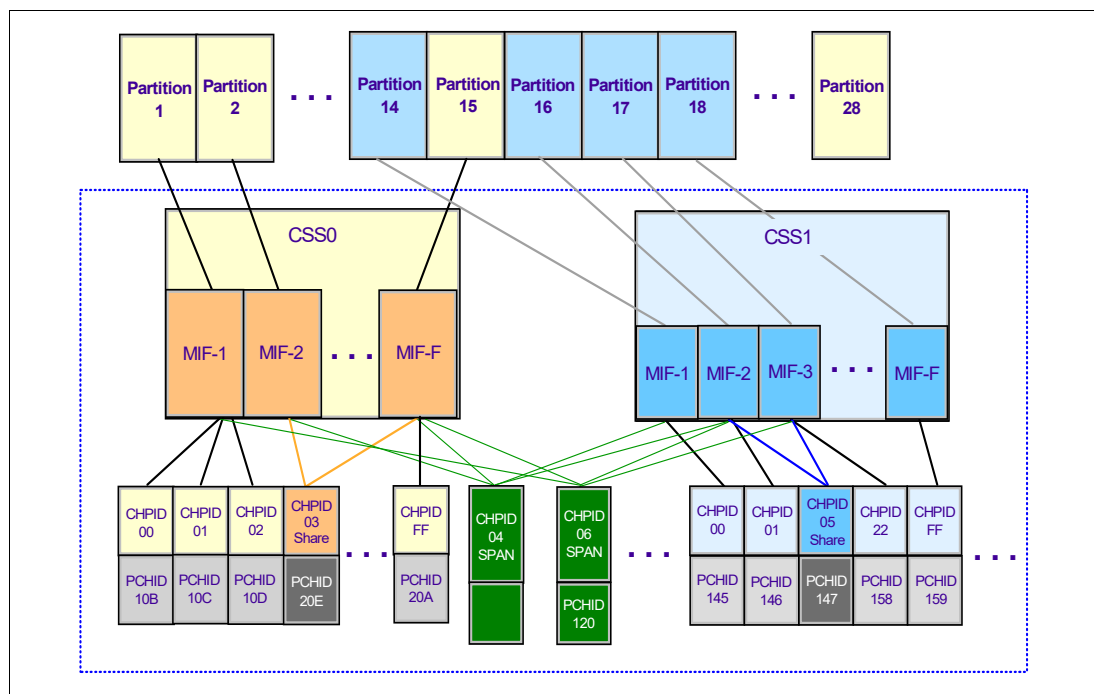 Partition
1
Partition
2
. . .
Partition
14
Partition
15
Partition
16
Partition
17
Partition
18
. . .
Partition
28
CSS0
CSS1
MIF-1
MIF-2
. . .
MIF-F
MIF-1
MIF-2
MIF-3
. . .
MIF-F
CHPID
00
CHPID
01
CHPID
02
CHPID
03
Share
. . .
CHPID
FF
CHPID
04
SPAN
CHPID
06
SPAN
. . .
CHPID
00
CHPID
01
CHPID
05
Share
CHPID
22
CHPID
FF
. . .
PCHID
10B
PCHID
10C
PCHID
10D
PCHID
20E
PCHID
20A
PCHID
120
PCHID
145
PCHID
146
PCHID
147
PCHID
158
PCHID
159